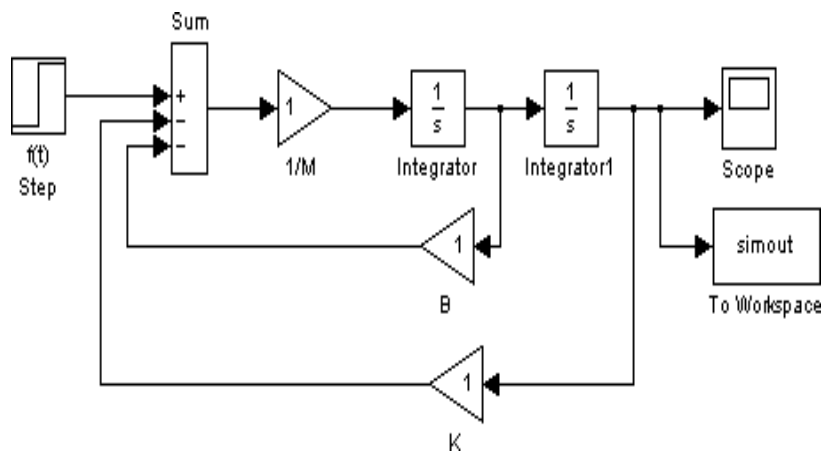 Sum
f(t)
Step
+
−
−
1
1/M
1
s
Integrator
1
s
Integrator1
Scope
simout
To Workspace
1
B
1
K